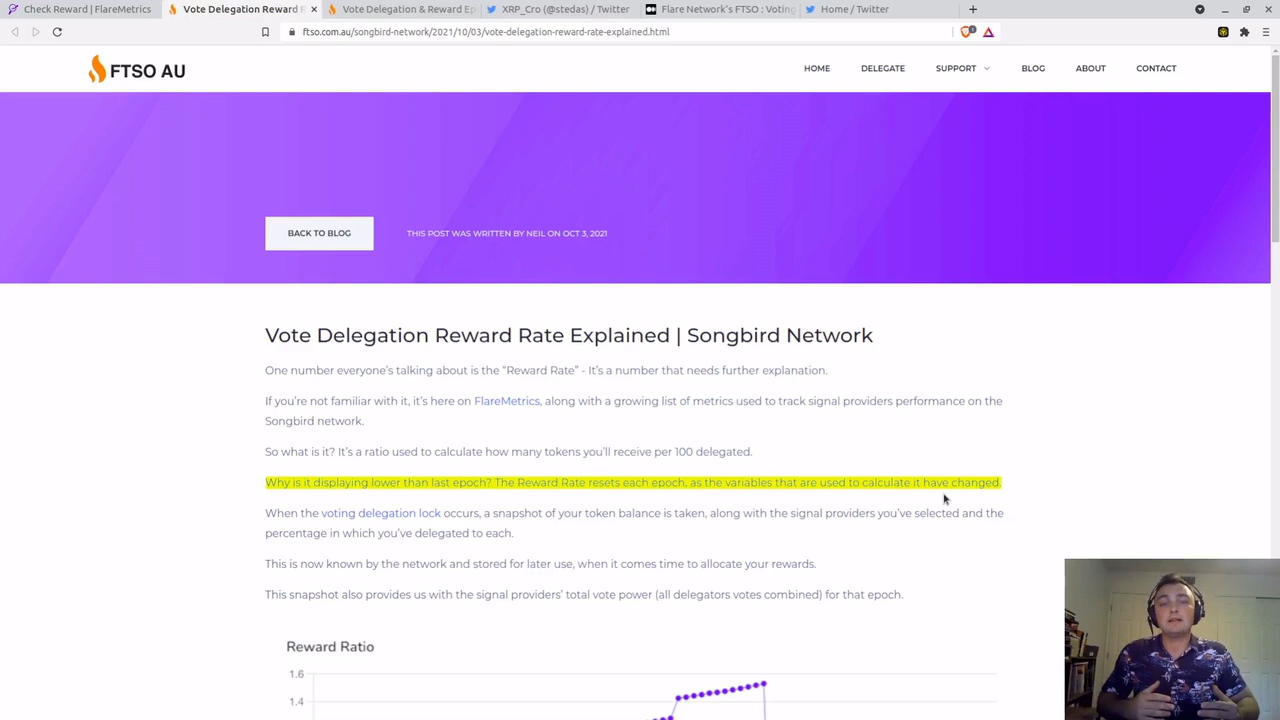 Check Reward | FlareMetrics
Vote Delegation Reward R
Vote Delegation & Reward Ep
XRP_Cro (@stedas) / Twitter
Flare Network's FTSO : Voting
Home / Twitter
ftso.com.au/songbird-network/2021/10/03/vote-delegation-reward-rate-explained.html
FTSO AU
HOME
DELEGATE
SUPPORT
BLOG
ABOUT
CONTACT
BACK TO BLOG
THIS POST WAS WRITTEN BY NEIL ON OCT 3, 2021
Vote Delegation Reward Rate Explained | Songbird Network
One number everyone's talking about is the “Reward Rate” - It's a number that needs further explanation.
If you're not familiar with it, it's here on FlareMetrics, along with a growing list of metrics used to track signal providers performance on the
Songbird network.
So what is it? It's a ratio used to calculate how many tokens you'll receive per 100 delegated.
Why is it displaying lower than last epoch? The Reward Rate resets each epoch, as the variables that are used to calculate it have changed.
When the voting delegation lock occurs, a snapshot of your token balance is taken, along with the signal providers you've selected and the
percentage in which you've delegated to each.
This is now known by the network and stored for later use, when it comes time to allocate your rewards.
This snapshot also provides us with the signal providers' total vote power (all delegators votes combined) for that epoch.
Reward Ratio
1.6
1.4